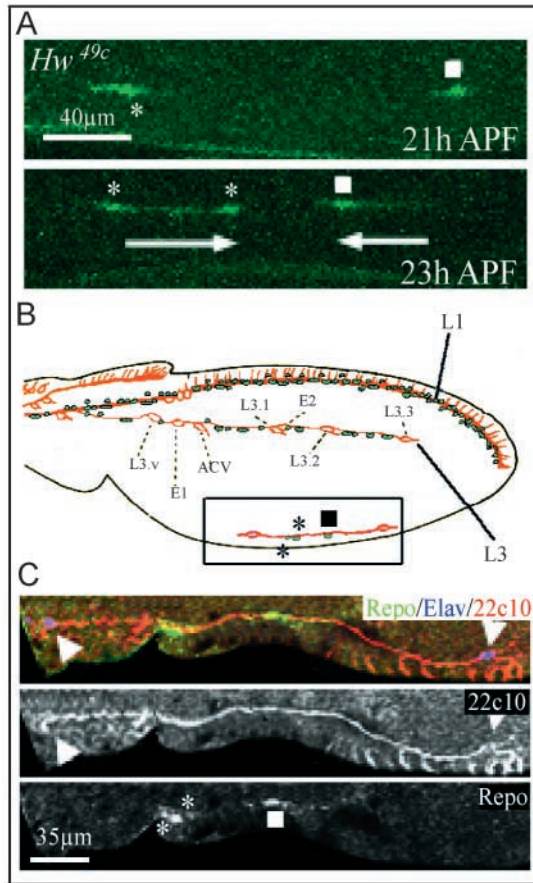 A
Hw 49c
*
40µm
21h APF
* *
23h APF
B
L1
L3.1
E2
L3.3
L3.v
E1
ACV
L3.2
L3
*
*
C
Repo/Elav/22c10
22c10
Repo
*
*
35µm